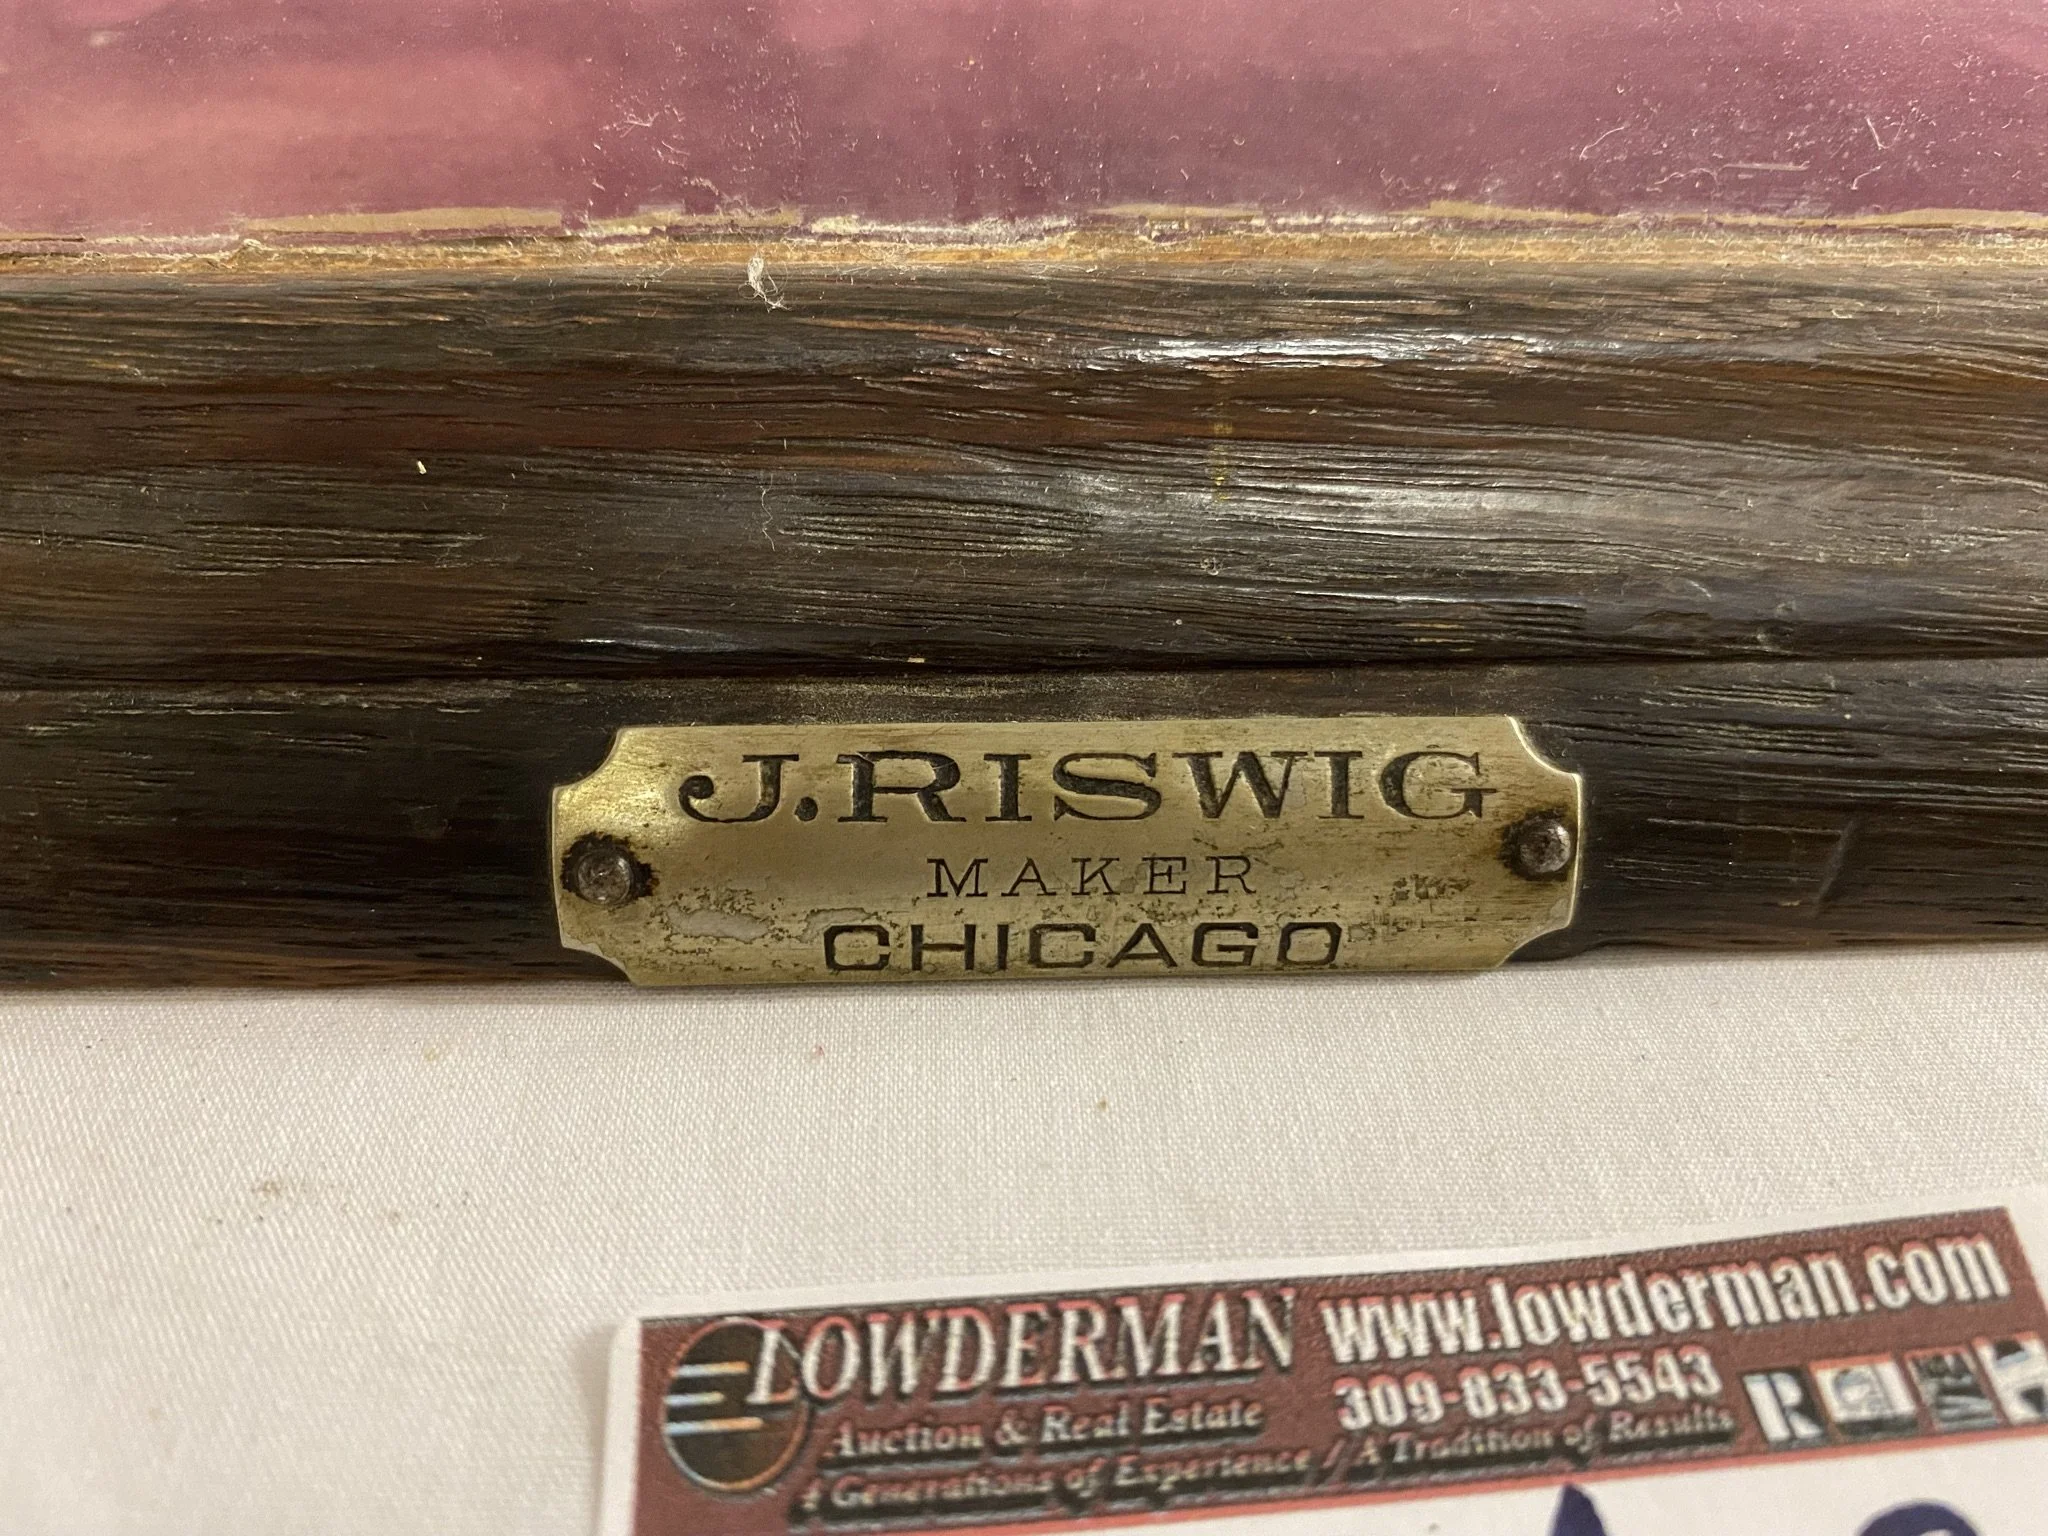 J. RISWIG
MAKER
CHICAGO
LOWDERMAN
Auction & Real Estate
4 Generations of Experience / A Tradition of Results
www.lowderman.com
309-833-5543
R